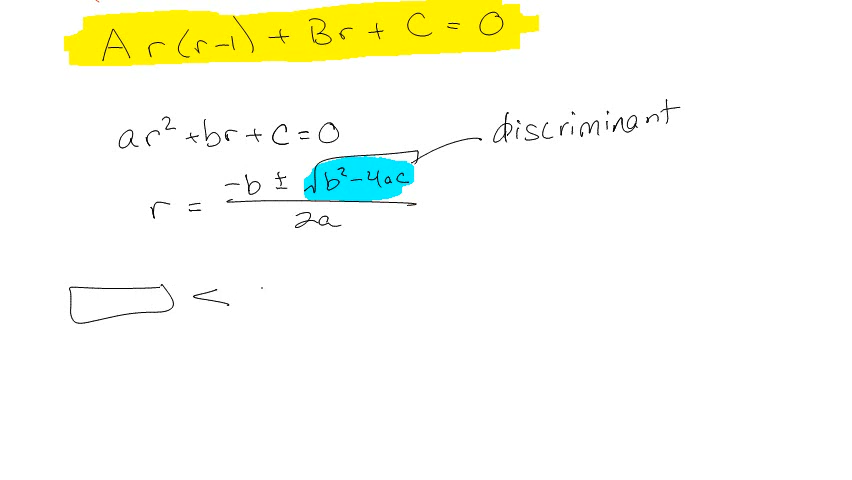 Ar(r-1) + Br + C = 0
ar² + br + c = 0
discriminant
r = (-b ± √(b² - 4ac)) / 2a
<